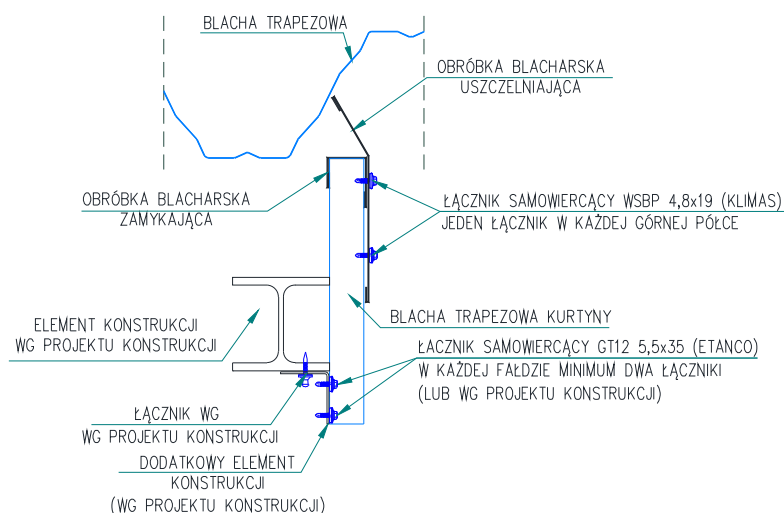 BLACHA TRAPEZOWA
OBRÓBKA BLACHARSKA
USZCZELNIAJĄCA
OBRÓBKA BLACHARSKA
ZAMYKAJĄCA
ŁĄCZNIK SAMOWIERCĄCY WSBP 4,8x19 (KLIMAS)
JEDEN ŁĄCZNIK W KAŻDEJ GÓRNEJ PÓŁCE
BLACHA TRAPEZOWA KURTYNY
ELEMENT KONSTRUKCJI
WG PROJEKTU KONSTRUKCJI
ŁACZNIK SAMOWIERCĄCY GT12 5,5x35 (ETANCO)
W KAŻDEJ FAŁDZIE MINIMUM DWA ŁĄCZNIKI
(LUB WG PROJEKTU KONSTRUKCJI)
ŁĄCZNIK WG
WG PROJEKTU KONSTRUKCJI
DODATKOWY ELEMENT
KONSTRUKCJI
(WG PROJEKTU KONSTRUKCJI)